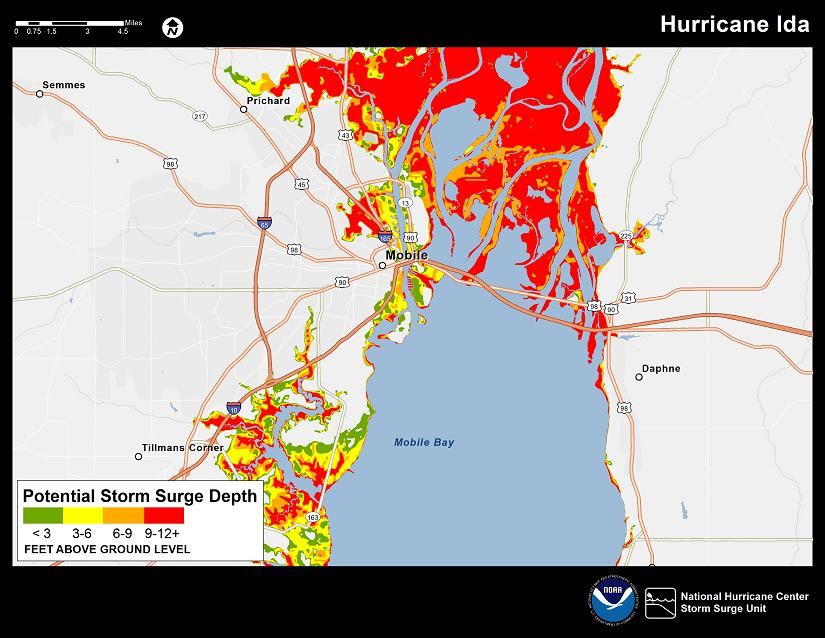 Miles
0 0.75 1.5 3 4.5
N
Hurricane Ida
Semmes
Prichard
217
43
98
45
13
65
165
90
225
98
Mobile
90
31
98
90
Daphne
10
98
Mobile Bay
Tillmans Corner
163
Potential Storm Surge Depth
< 3 3-6 6-9 9-12+
FEET ABOVE GROUND LEVEL
NOAA
National Hurricane Center
Storm Surge Unit